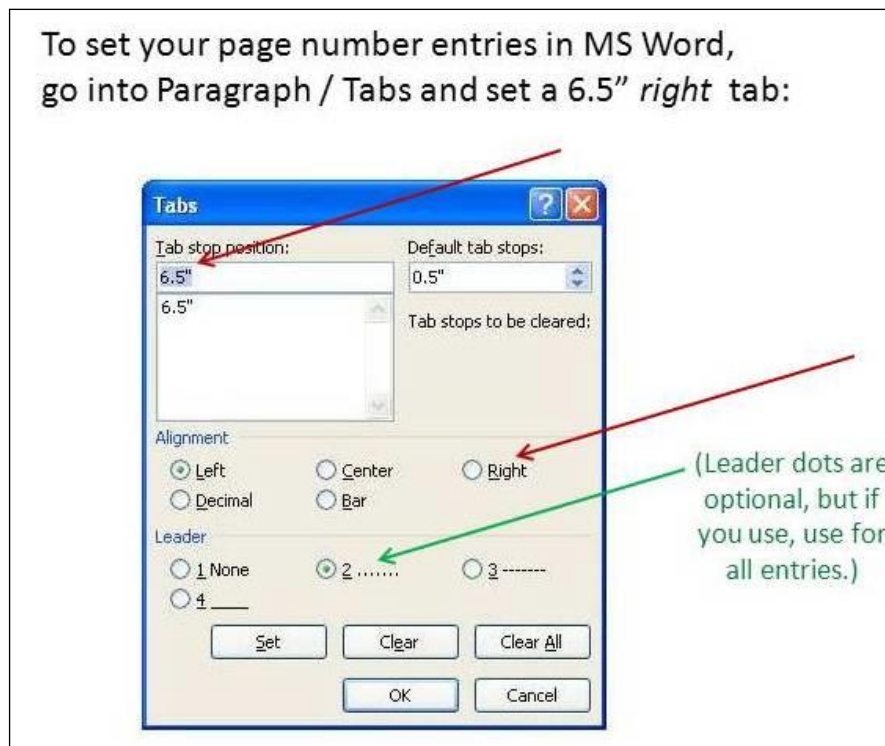 To set your page number entries in MS Word,
go into Paragraph / Tabs and set a 6.5” right tab:
Tabs
Tab stop position:
Default tab stops:
6.5"
0.5"
6.5"
Tab stops to be cleared:
Alignment
Left
Center
Right
Decimal
Bar
(Leader dots are
optional, but if
you use, use for
all entries.)
Leader
1 None
2 .......
3 -------
4 ____
Set
Clear
Clear All
OK
Cancel